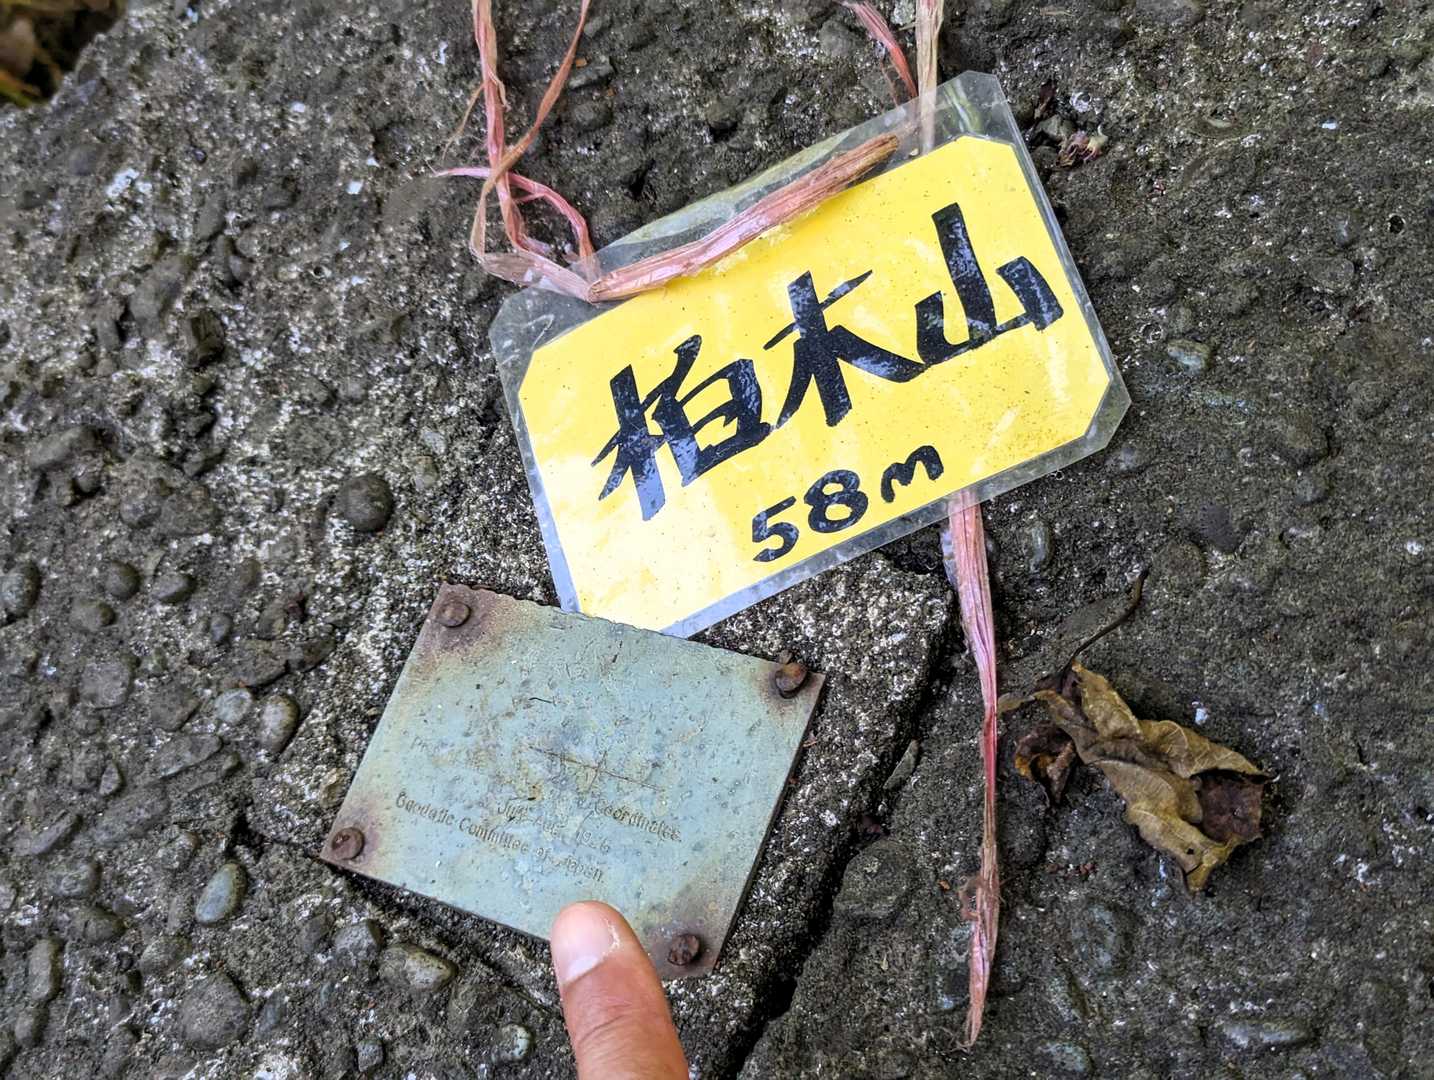 柏木山
58m
Coordinates
Geodetic Committee of Japan